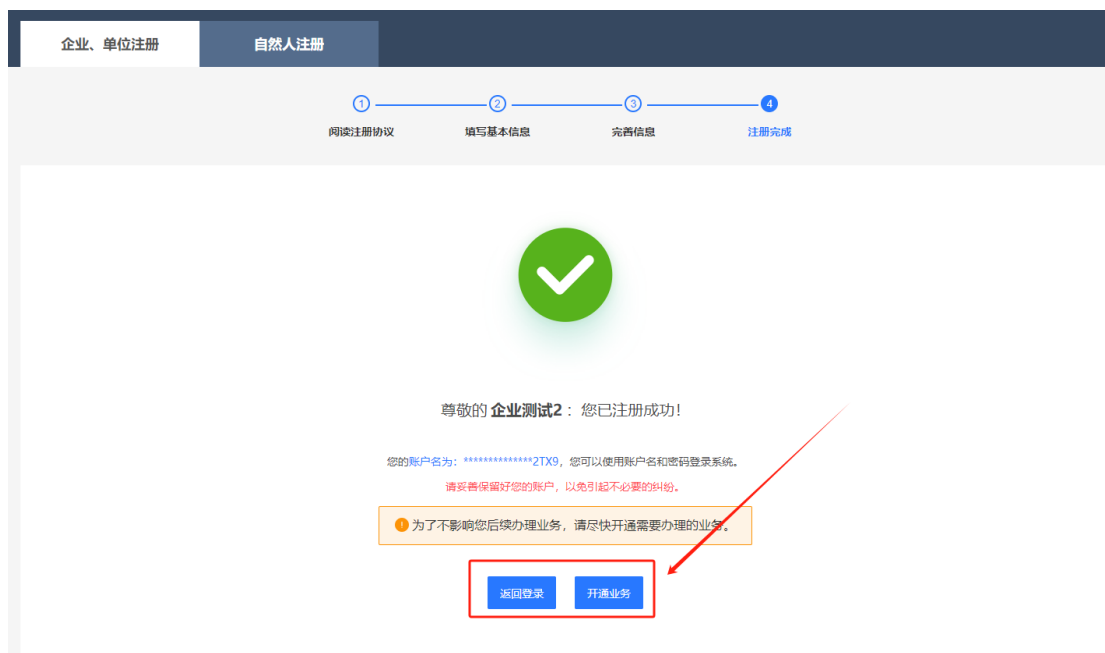 企业、单位注册 自然人注册
1 2 3 4
阅读注册协议 填写基本信息 完善信息 注册完成
尊敬的 企业测试2： 您已注册成功！
您的账户名为：**************2TX9，您可以使用账户名和密码登录系统。
请妥善保留好您的账户，以免引起不必要的纠纷。
为了不影响您后续办理业务，请尽快开通需要办理的业务。
返回登录 开通业务